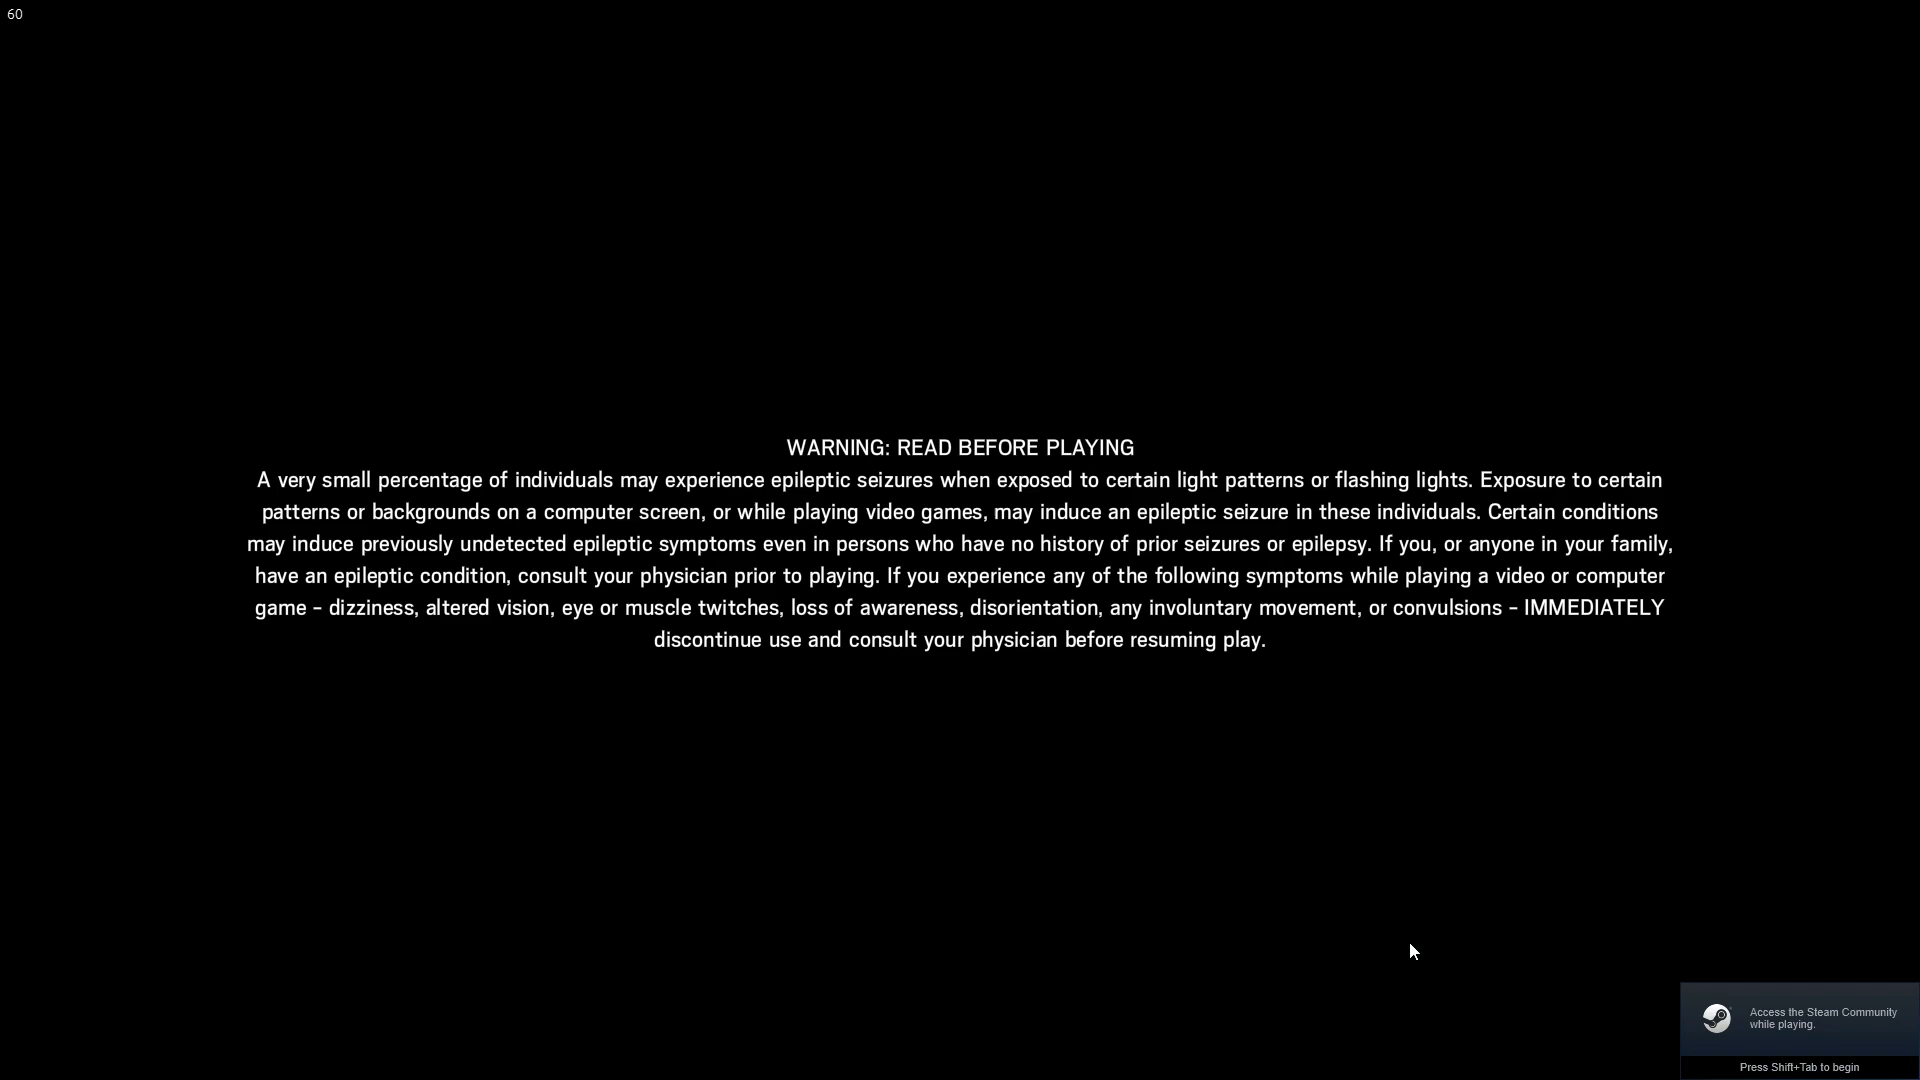 60
WARNING: READ BEFORE PLAYING
A very small percentage of individuals may experience epileptic seizures when exposed to certain light patterns or flashing lights. Exposure to certain
patterns or backgrounds on a computer screen, or while playing video games, may induce an epileptic seizure in these individuals. Certain conditions
may induce previously undetected epileptic symptoms even in persons who have no history of prior seizures or epilepsy. If you, or anyone in your family,
have an epileptic condition, consult your physician prior to playing. If you experience any of the following symptoms while playing a video or computer
game – dizziness, altered vision, eye or muscle twitches, loss of awareness, disorientation, any involuntary movement, or convulsions – IMMEDIATELY
discontinue use and consult your physician before resuming play.
Access the Steam Community
while playing.
Press Shift+Tab to begin